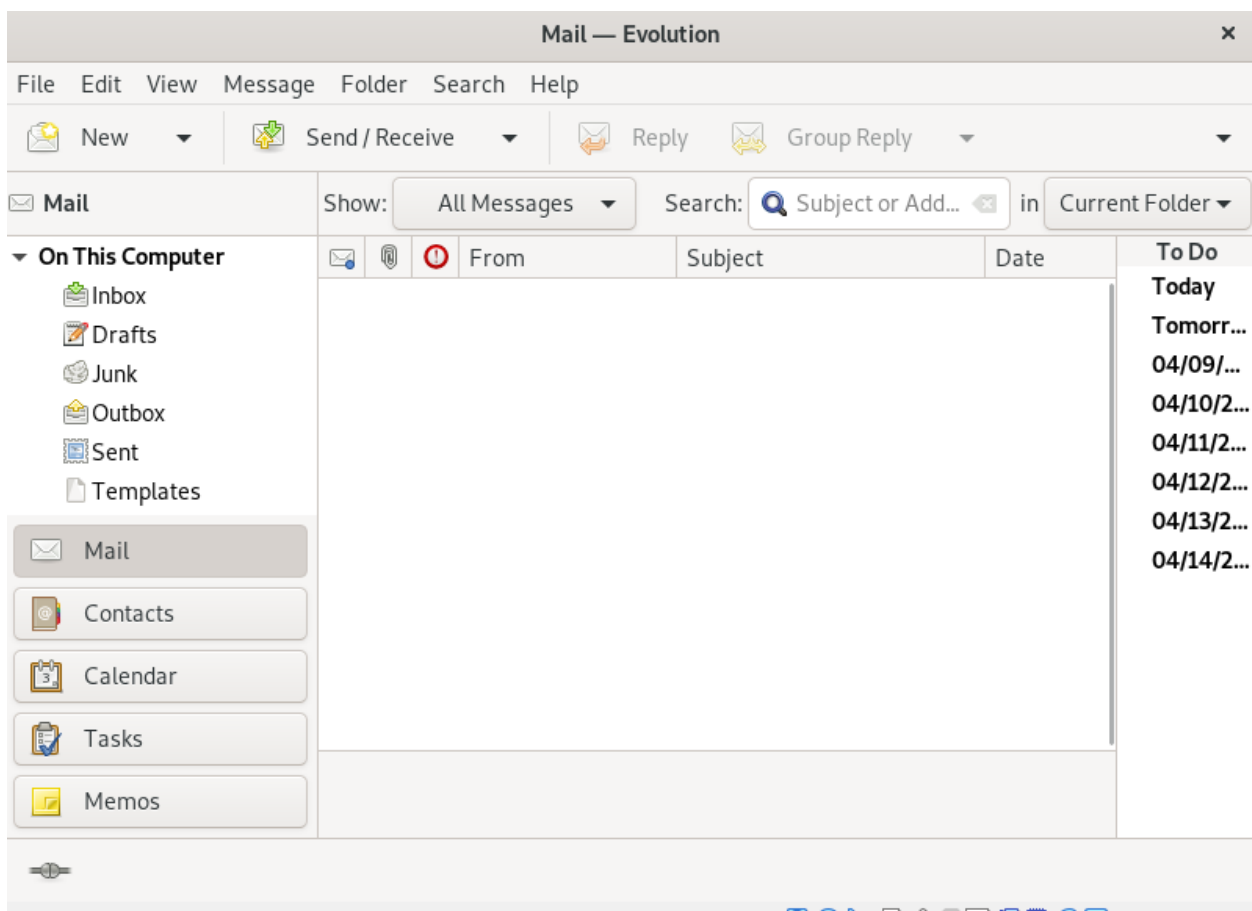 Mail — Evolution
File Edit View Message Folder Search Help
New Send / Receive Reply Group Reply
Mail Show: All Messages Search: Subject or Add... in Current Folder
On This Computer
From Subject Date
To Do
Inbox
Drafts
Junk
Outbox
Sent
Templates
Mail
Contacts
Calendar
Tasks
Memos
Today
Tomorr...
04/09/...
04/10/2...
04/11/2...
04/12/2...
04/13/2...
04/14/2...